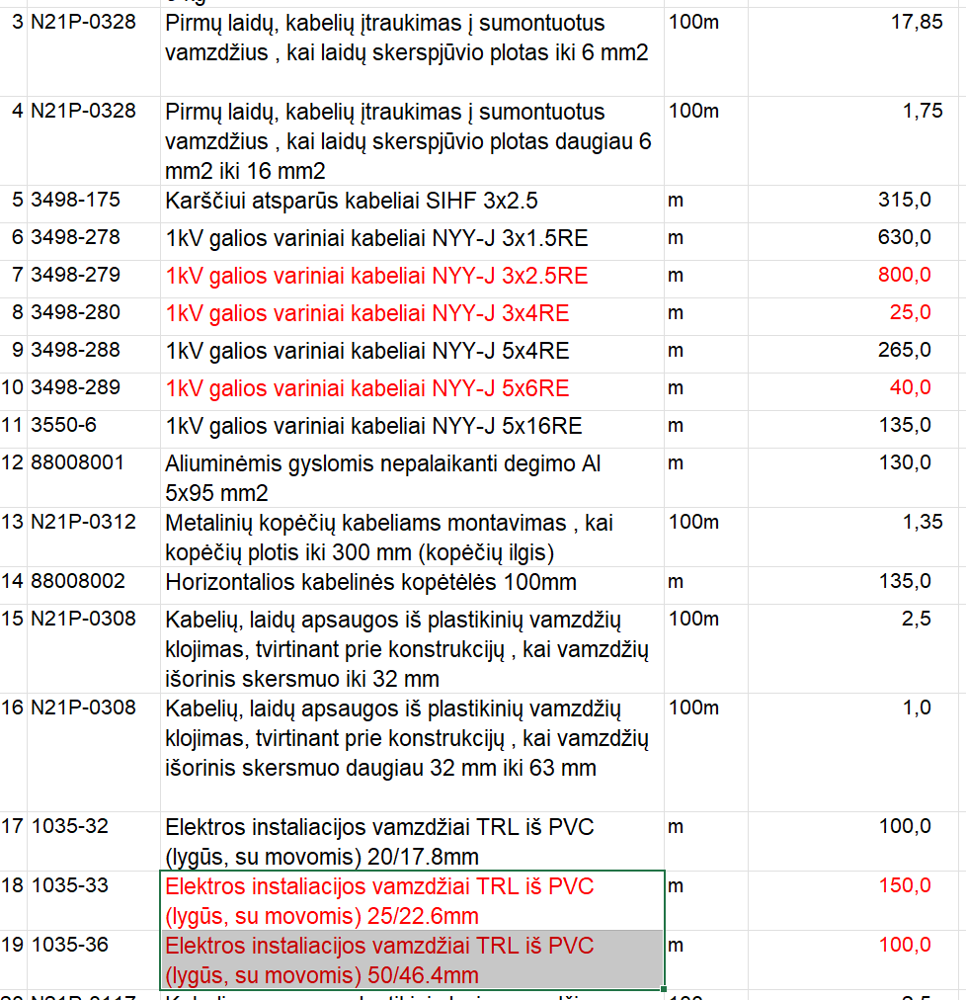 3 N21P-0328 Pirmų laidų, kabelių įtraukimas į sumontuotus 100m 17,85
vamzdžius , kai laidų skerspjūvio plotas iki 6 mm2
4 N21P-0328 Pirmų laidų, kabelių įtraukimas į sumontuotus 100m 1,75
vamzdžius , kai laidų skerspjūvio plotas daugiau 6
mm2 iki 16 mm2
5 3498-175 Karščiui atsparūs kabeliai SIHF 3x2.5 m 315,0
6 3498-278 1kV galios variniai kabeliai NYY-J 3x1.5RE m 630,0
7 3498-279 1kV galios variniai kabeliai NYY-J 3x2.5RE m 800,0
8 3498-280 1kV galios variniai kabeliai NYY-J 3x4RE m 25,0
9 3498-288 1kV galios variniai kabeliai NYY-J 5x4RE m 265,0
10 3498-289 1kV galios variniai kabeliai NYY-J 5x6RE m 40,0
11 3550-6 1kV galios variniai kabeliai NYY-J 5x16RE m 135,0
12 88008001 Aliuminėmis gyslomis nepalaikanti degimo Al m 130,0
5x95 mm2
13 N21P-0312 Metalinių kopėčių kabeliams montavimas , kai 100m 1,35
kopėčių plotis iki 300 mm (kopėčių ilgis)
14 88008002 Horizontalios kabelinės kopėtėlės 100mm m 135,0
15 N21P-0308 Kabelių, laidų apsaugos iš plastikinių vamzdžių 100m 2,5
klojimas, tvirtinant prie konstrukcijų , kai vamzdžių
išorinis skersmuo iki 32 mm
16 N21P-0308 Kabelių, laidų apsaugos iš plastikinių vamzdžių 100m 1,0
klojimas, tvirtinant prie konstrukcijų , kai vamzdžių
išorinis skersmuo daugiau 32 mm iki 63 mm
17 1035-32 Elektros instaliacijos vamzdžiai TRL iš PVC m 100,0
(lygūs, su movomis) 20/17.8mm
18 1035-33 Elektros instaliacijos vamzdžiai TRL iš PVC m 150,0
(lygūs, su movomis) 25/22.6mm
19 1035-36 Elektros instaliacijos vamzdžiai TRL iš PVC m 100,0
(lygūs, su movomis) 50/46.4mm